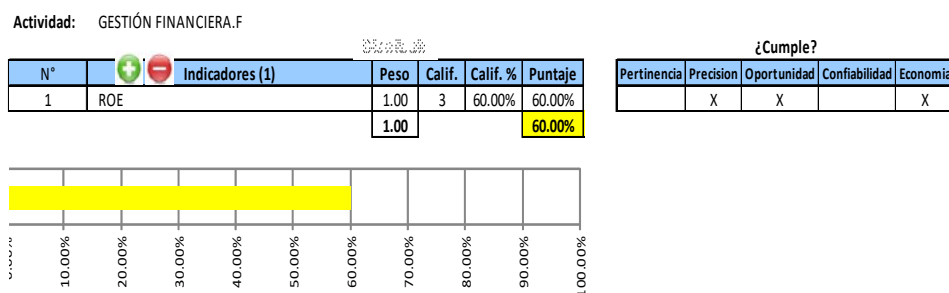 Actividad: GESTIÓN FINANCIERA.F
¿Cumple?
N° Indicadores (1) Peso Calif. Calif. % Puntaje Pertinencia Precision Oportunidad Confiabilidad Economia
1 ROE 1.00 3 60.00% 60.00% X X X
1.00 60.00%
10.00% 20.00% 30.00% 40.00% 50.00% 60.00% 70.00% 80.00% 90.00% 100.00%